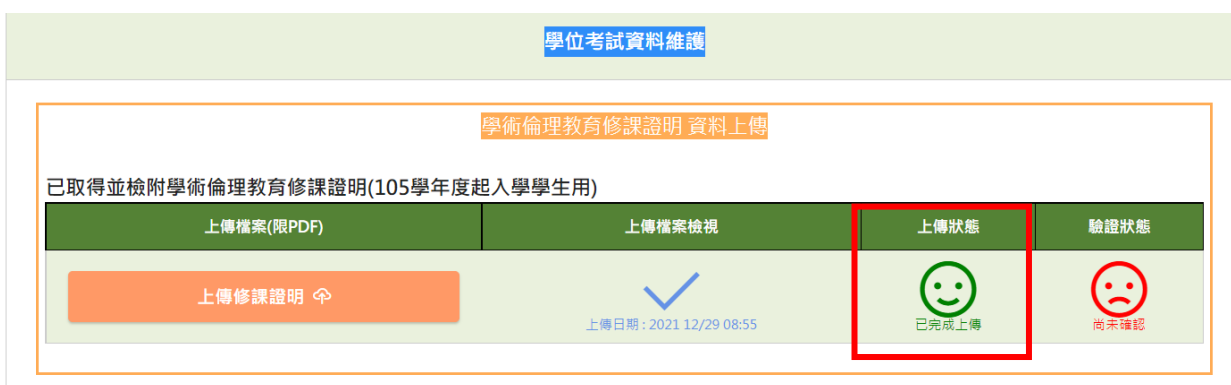 學位考試資料維護
學術倫理教育修課證明 資料上傳
已取得並檢附學術倫理教育修課證明(105學年度起入學學生用)
上傳檔案(限PDF) 上傳檔案檢視 上傳狀態 驗證狀態
上傳修課證明
上傳日期 : 2021 12/29 08:55 已完成上傳 尚未確認